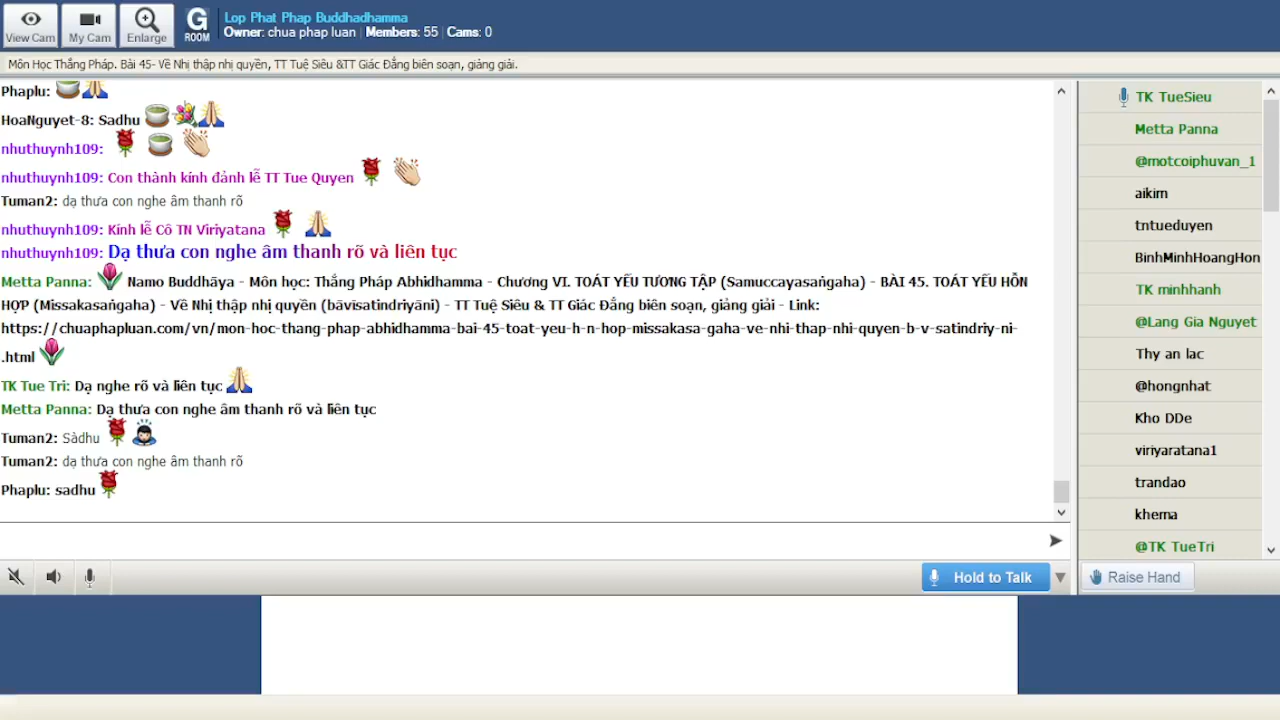 View Cam
My Cam
Enlarge
G
ROOM
Lop Phat Phap Buddhadhamma
Owner: chua phap luan | Members: 55 | Cams: 0
Môn Học Thắng Pháp. Bài 45- Về Nhị thập nhị quyền, TT Tuệ Siêu &TT Giác Đẳng biên soạn, giảng giải.
Phaplu:
HoaNguyet-8: Sadhu
nhuthuynh109:
nhuthuynh109: Con thành kính đảnh lễ TT Tue Quyen
Tuman2: dạ thưa con nghe âm thanh rõ
nhuthuynh109: Kính lễ Cô TN Viriyatana
nhuthuynh109: Dạ thưa con nghe âm thanh rõ và liên tục
Metta Panna: Namo Buddhāya - Môn học: Thắng Pháp Abhidhamma - Chương VI. TOÁT YẾU TƯƠNG TẬP (Samuccayasaṅgaha) - BÀI 45. TOÁT YẾU HỖN
HỢP (Missakasaṅgaha) - Về Nhị thập nhị quyền (bāvīsatindriyāni) - TT Tuệ Siêu & TT Giác Đẳng biên soạn, giảng giải - Link:
https://chuaphapluan.com/vn/mon-hoc-thang-phap-abhidhamma-bai-45-toat-yeu-h-n-hop-missakasa-gaha-ve-nhi-thap-nhi-quyen-b-v-satindriy-ni-
.html
TK Tue Tri: Dạ nghe rõ và liên tục
Metta Panna: Dạ thưa con nghe âm thanh rõ và liên tục
Tuman2: Sàdhu
Tuman2: dạ thưa con nghe âm thanh rõ
Phaplu: sadhu
TK TueSieu
Metta Panna
@motcoiphuvan_1
aikim
tntueduyen
BinhMinhHoangHon
TK minhhanh
@Lang Gia Nguyet
Thy an lac
@hongnhat
Kho DDe
viriyaratana1
trandao
khema
@TK TueTri
Hold to Talk
Raise Hand